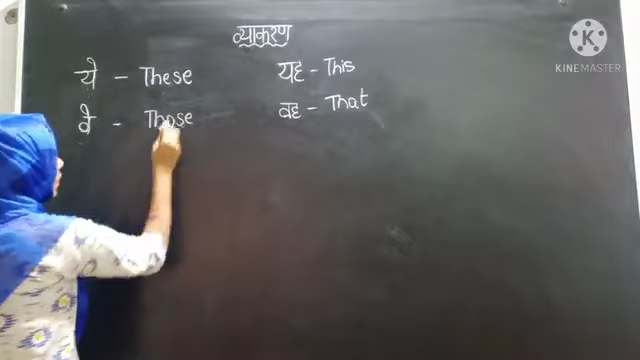 व्याकरण
ये - These यह - This
वे - Those वह - That
KINEMASTER